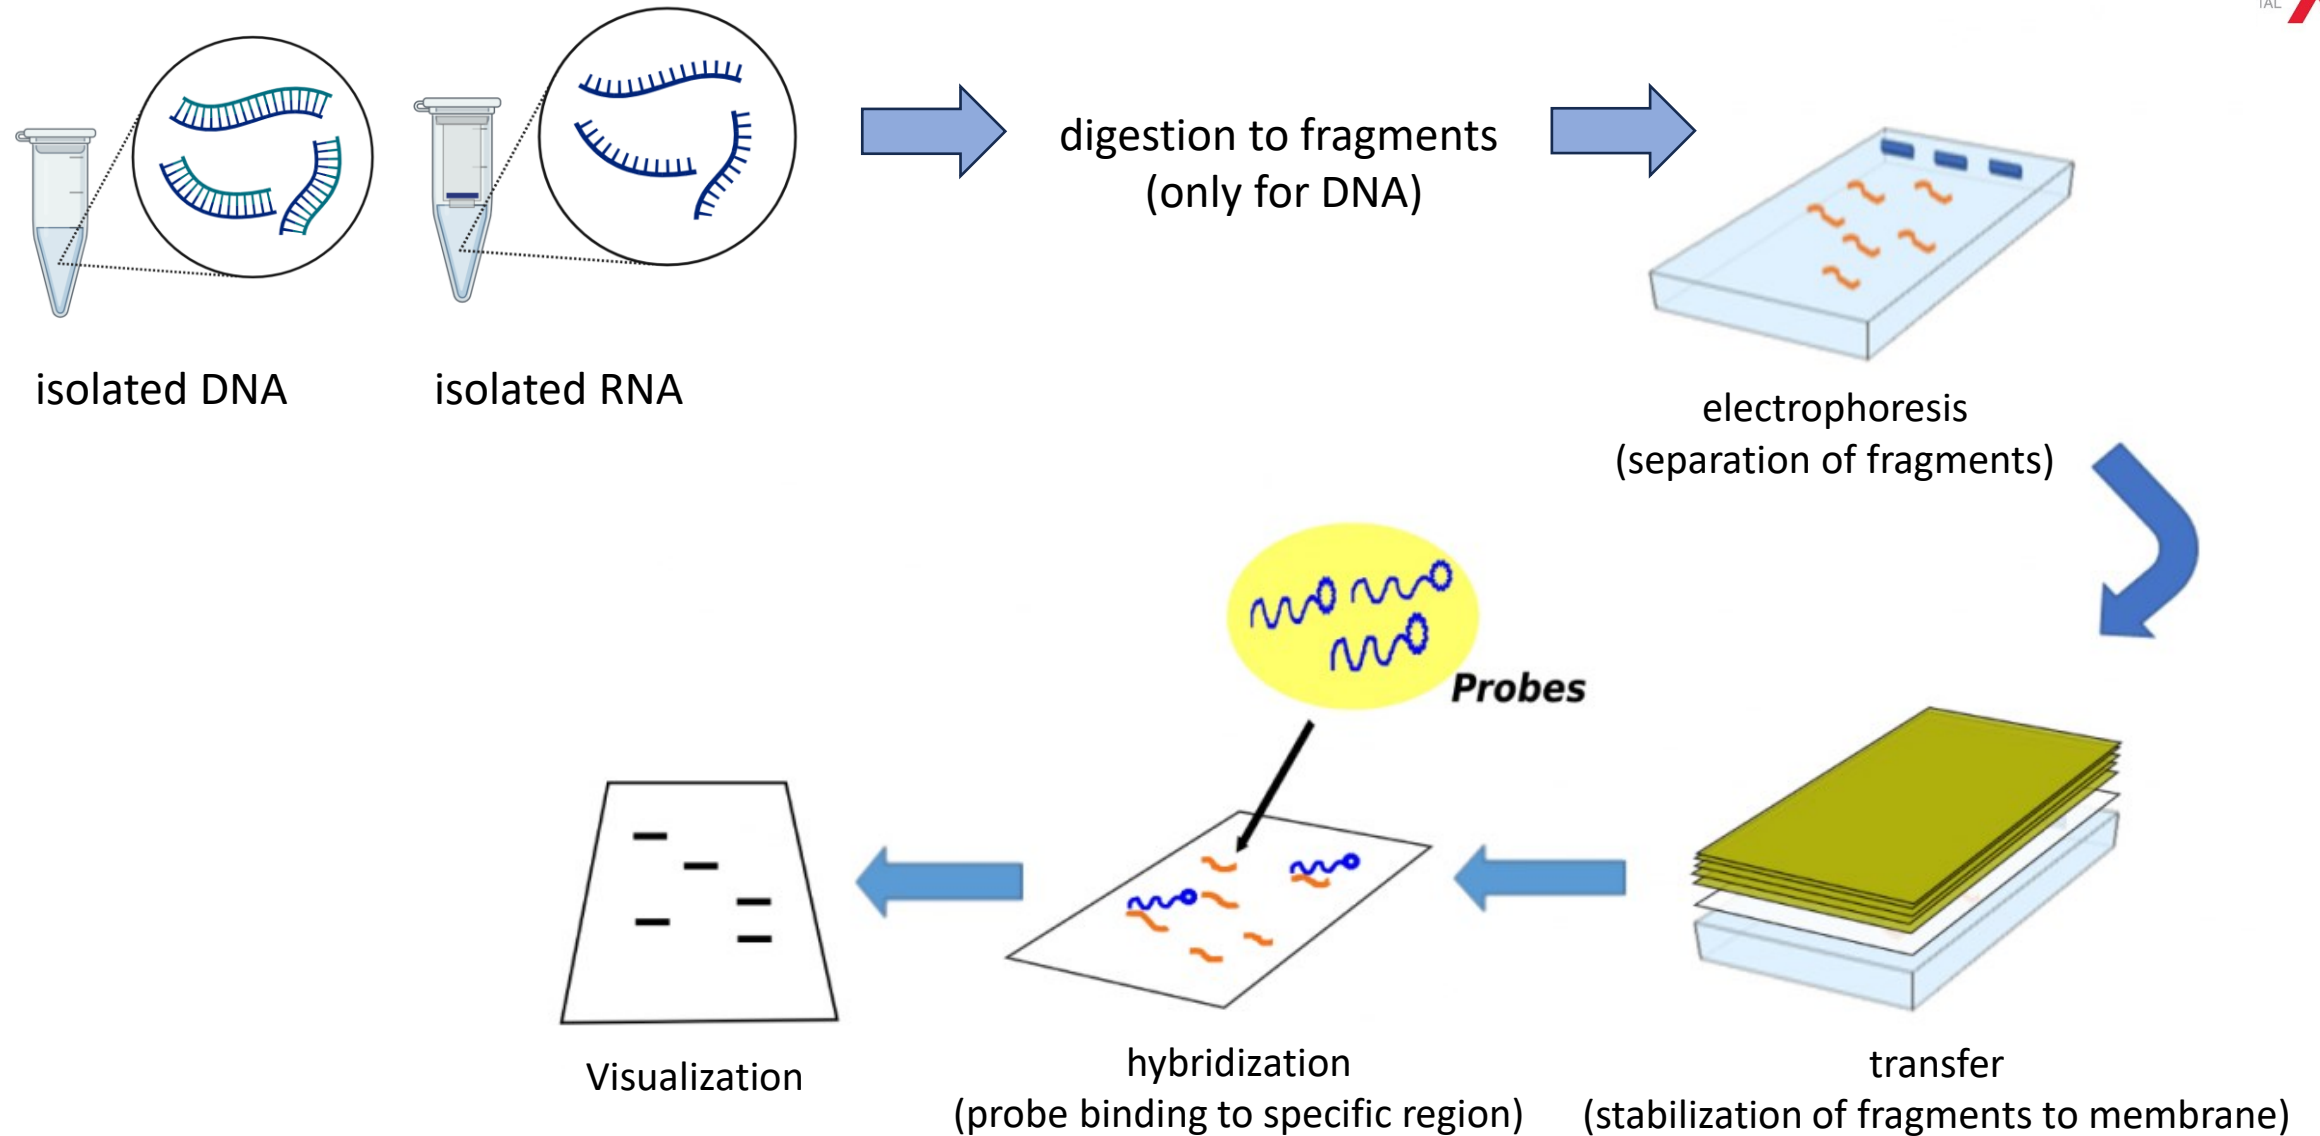 IAL
isolated DNA
isolated RNA
digestion to fragments
(only for DNA)
electrophoresis
(separation of fragments)
Probes
transfer
(stabilization of fragments to membrane)
hybridization
(probe binding to specific region)
Visualization